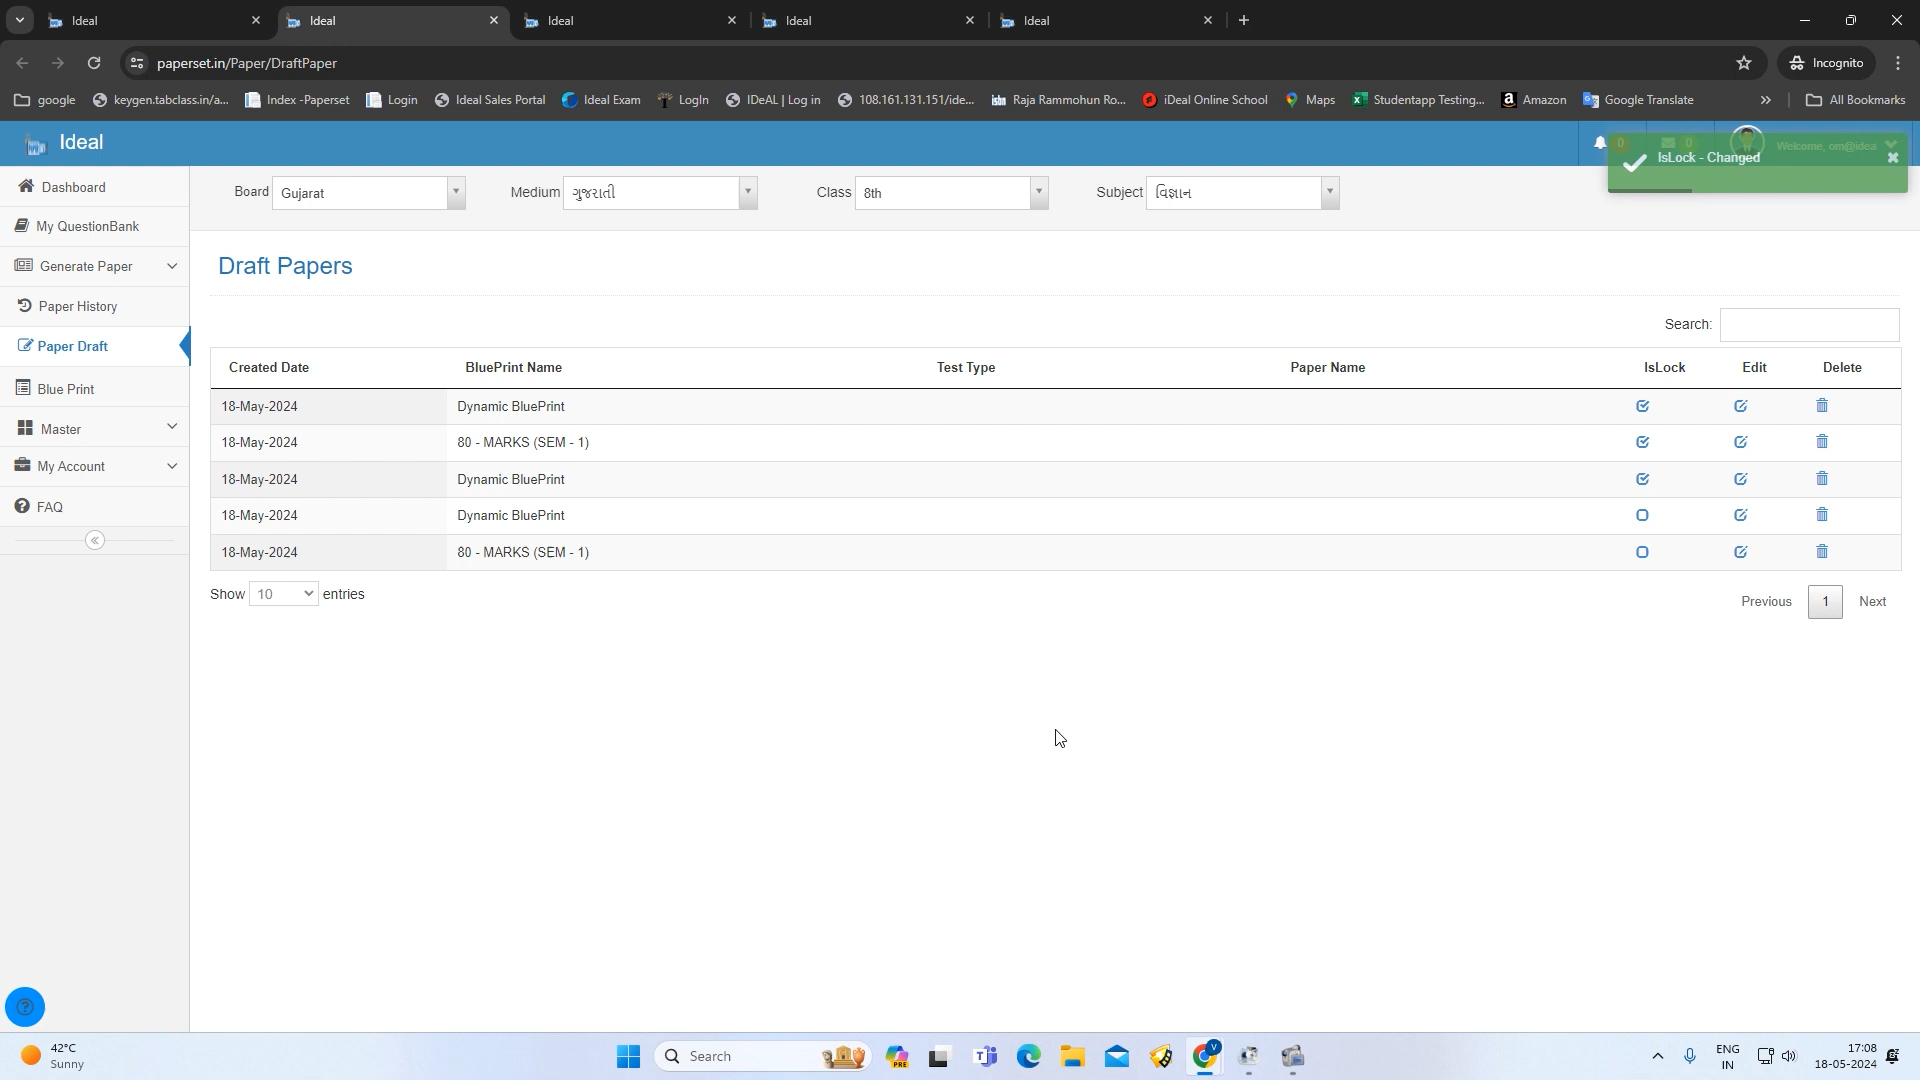 Ideal
Ideal
Ideal
Ideal
Ideal
paperset.in/Paper/DraftPaper
Incognito
google
keygen.tabclass.in/a...
Index -Paperset
Login
Ideal Sales Portal
Ideal Exam
LogIn
IDeAL | Log in
108.161.131.151/ide...
Raja Rammohun Ro...
iDeal Online School
Maps
Studentapp Testing...
Amazon
Google Translate
All Bookmarks
Ideal
0
0
Welcome, om@idea
IsLock - Changed
Dashboard
My QuestionBank
Generate Paper
Paper History
Paper Draft
Blue Print
Master
My Account
FAQ
Board Gujarat Medium ગુજરાતી Class 8th Subject વિજ્ઞાન
Draft Papers
Search:
Created Date BluePrint Name Test Type Paper Name IsLock Edit Delete
18-May-2024 Dynamic BluePrint
18-May-2024 80 - MARKS (SEM - 1)
18-May-2024 Dynamic BluePrint
18-May-2024 Dynamic BluePrint
18-May-2024 80 - MARKS (SEM - 1)
Show 10 entries
Previous 1 Next
42°C
Sunny
Search
PRE
V
ENG
IN
17:08
18-05-2024